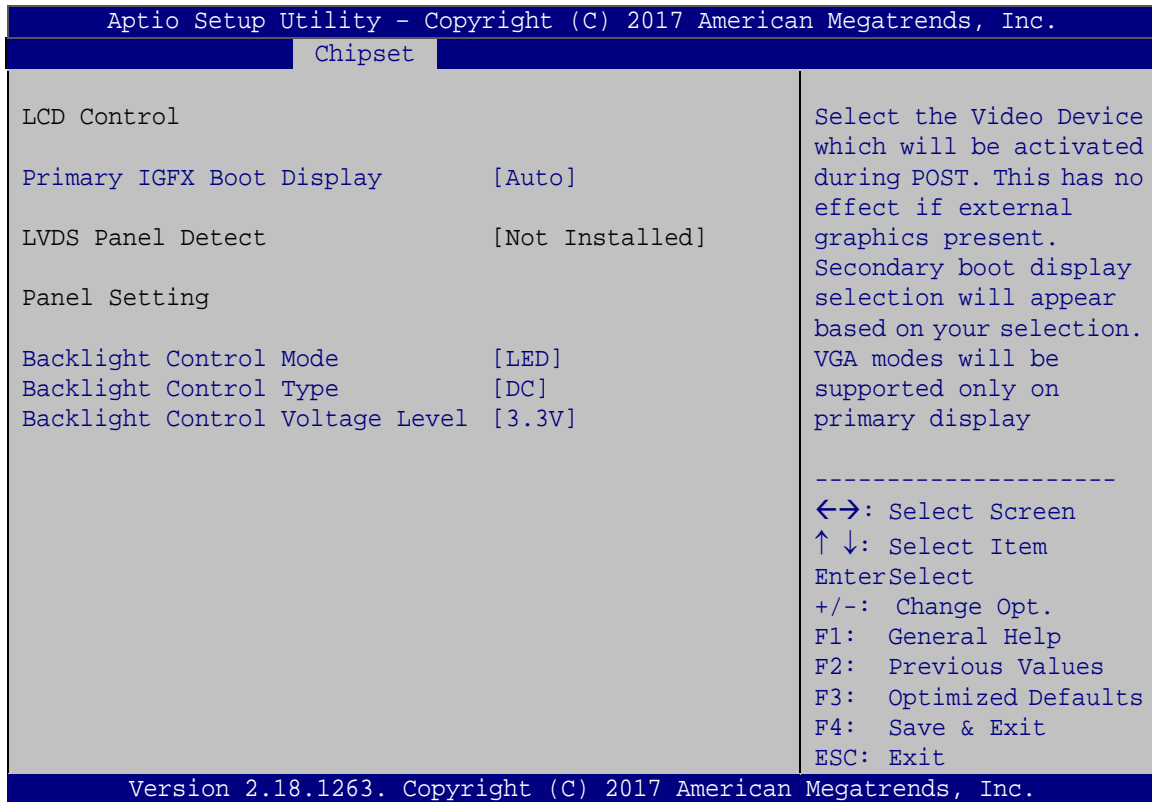 Aptio Setup Utility – Copyright (C) 2017 American Megatrends, Inc.
Chipset
LCD Control
Primary IGFX Boot Display [Auto]
LVDS Panel Detect [Not Installed]
Panel Setting
Backlight Control Mode [LED]
Backlight Control Type [DC]
Backlight Control Voltage Level [3.3V]
Select the Video Device
which will be activated
during POST. This has no
effect if external
graphics present.
Secondary boot display
selection will appear
based on your selection.
VGA modes will be
supported only on
primary display
---------------------
←→: Select Screen
↑ ↓: Select Item
EnterSelect
+/-: Change Opt.
F1: General Help
F2: Previous Values
F3: Optimized Defaults
F4: Save & Exit
ESC: Exit
Version 2.18.1263. Copyright (C) 2017 American Megatrends, Inc.